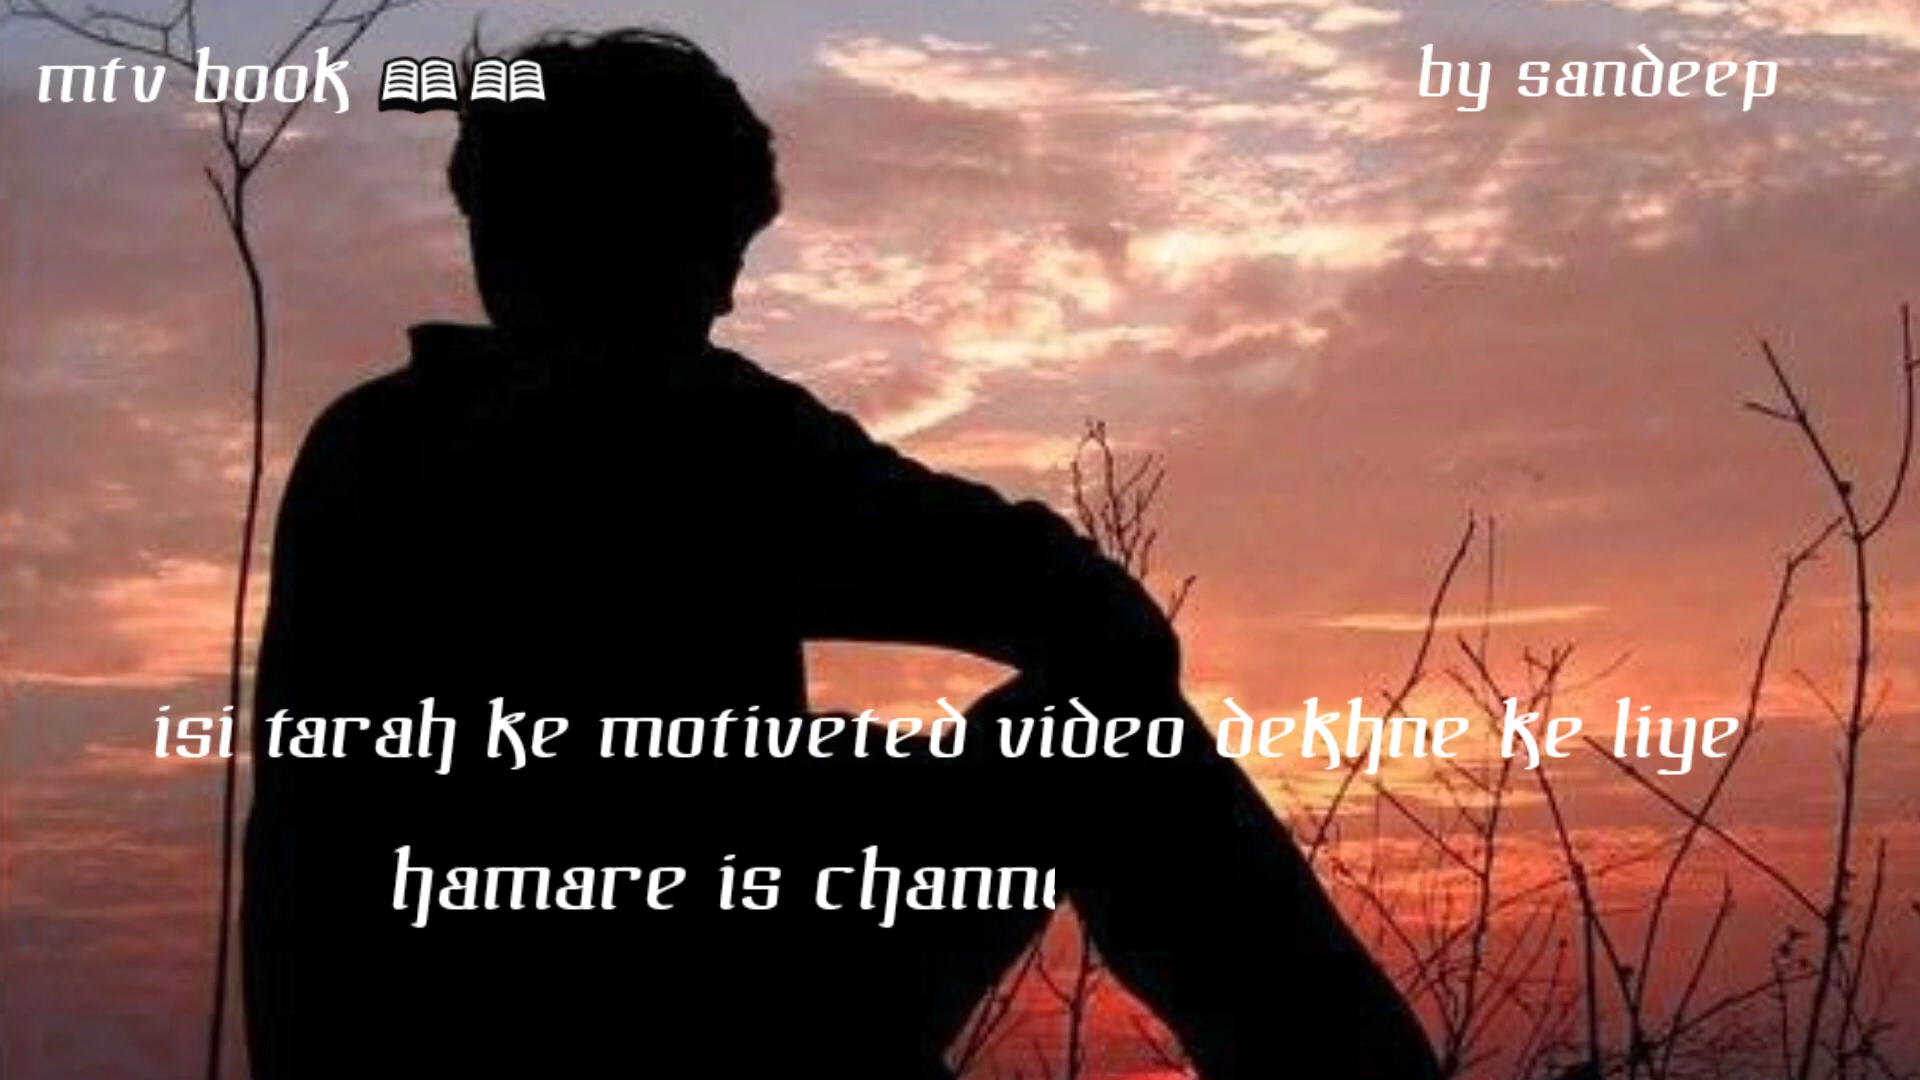 mtv book 📖📖
by sandeep
isi tarah ke motiveted video dekhne ke liye
hamare is